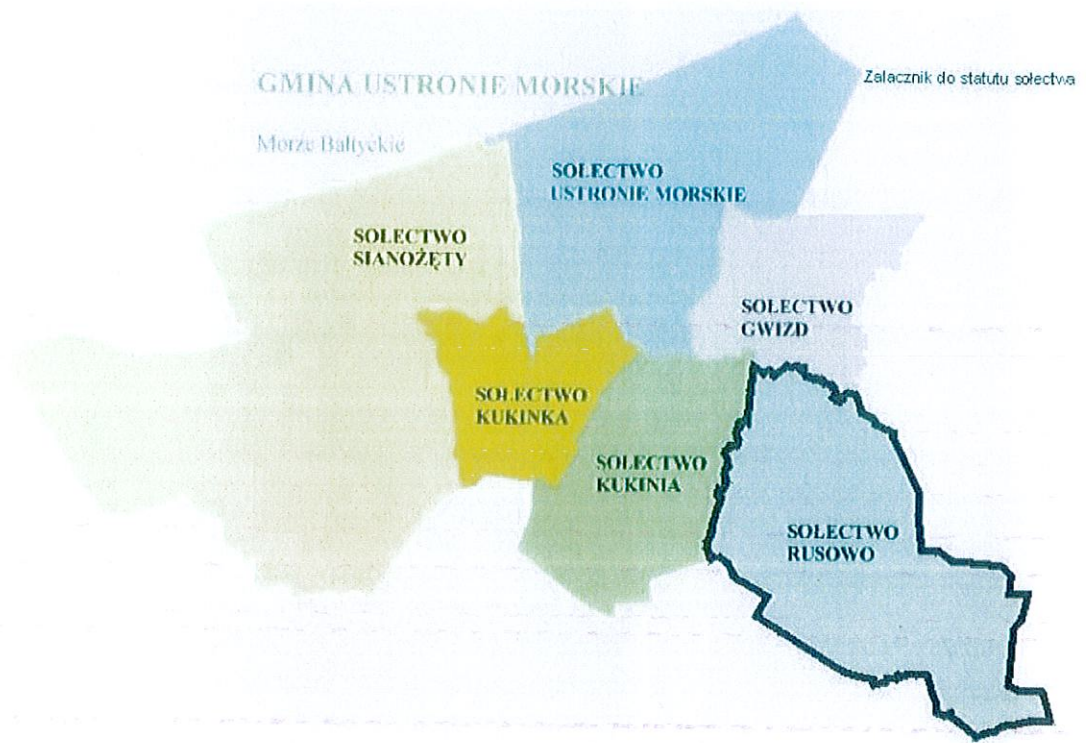 GMINA USTRONIE MORSKIE
Zalacznik do statutu sołectwa
Morze Bałtyckie
SOŁECTWO
USTRONIE MORSKIE
SOŁECTWO
SIANOŻĘTY
SOŁECTWO
GWIZD
SOŁECTWO
KUKINKA
SOŁECTWO
KUKINIA
SOŁECTWO
RUSOWO